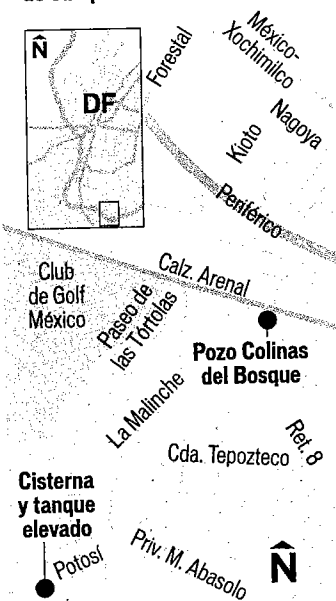 N
DF
Forestal
México-
Xochimilco
Nagoya
Kioto
Periférico
Club
de Golf
México
Calz. Arenal
Paseo de
las Tórtolas
Pozo Colinas
del Bosque
La Malinche
Cda. Tepozteco
Ret. 8
Cisterna
y tanque
elevado
Potosí
Priv. M. Abasolo
N